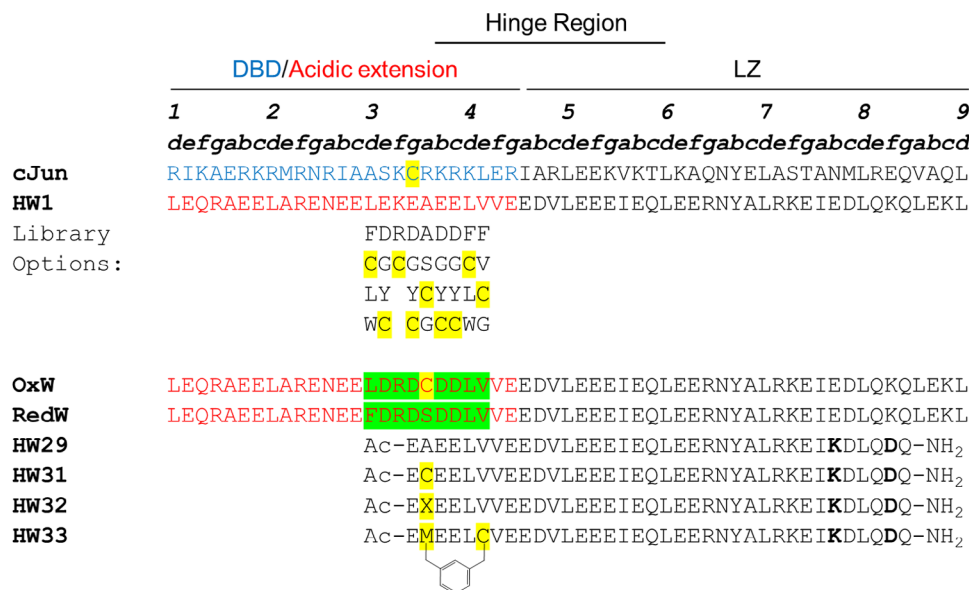 Hinge Region
DBD/Acidic extension LZ
1 2 3 4 5 6 7 8 9
defgabcdefgabcdefgabcdefgabcdefgabcdefgabcdefgabcdefgabcd
cJun RIKAERKRMRNRIAASKCRKRKLERIARLEEKVKTLKAQNYELASTANMLREQVAQL
HW1 LEQRAEELARENEELEKEAEELVVEEDVLEEEIEQLEERNYALRKEIEDLQKQLEKL
Library FDRDADDFF
Options: CGCGSGGCV
LY YCYYLC
WC CGCCWG
OxW LEQRAEELARENEELDRDCDDLVVEEDVLEEEIEQLEERNYALRKEIEDLQKQLEKL
RedW LEQRAEELARENEEFDRDSDDLVVEEDVLEEEIEQLEERNYALRKEIEDLQKQLEKL
HW29 Ac-EAEELVVEEDVLEEEIEQLEERNYALRKEIKDLQDQ-NH₂
HW31 Ac-ECEELVVEEDVLEEEIEQLEERNYALRKEIKDLQDQ-NH₂
HW32 Ac-EXEELVVEEDVLEEEIEQLEERNYALRKEIKDLQDQ-NH₂
HW33 Ac-EMEELCVEEDVLEEEIEQLEERNYALRKEIKDLQDQ-NH₂